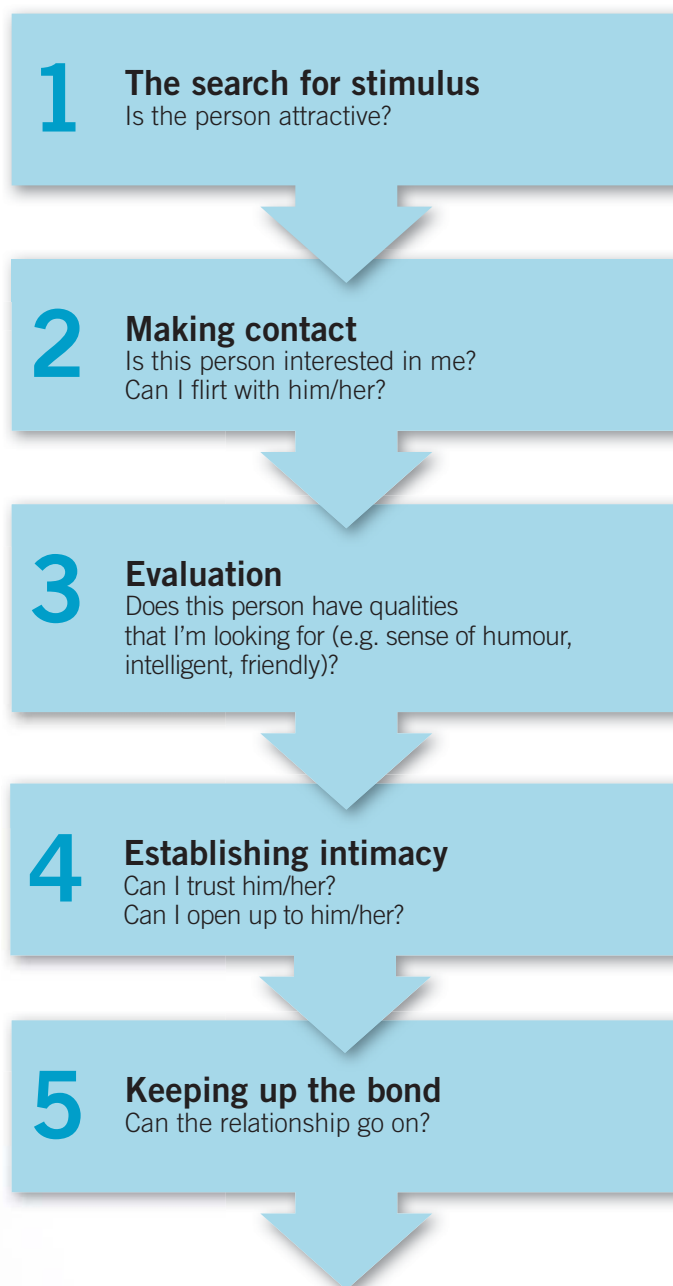 1
The search for stimulus
Is the person attractive?
2
Making contact
Is this person interested in me?
Can I flirt with him/her?
3
Evaluation
Does this person have qualities
that I'm looking for (e.g. sense of humour,
intelligent, friendly)?
4
Establishing intimacy
Can I trust him/her?
Can I open up to him/her?
5
Keeping up the bond
Can the relationship go on?